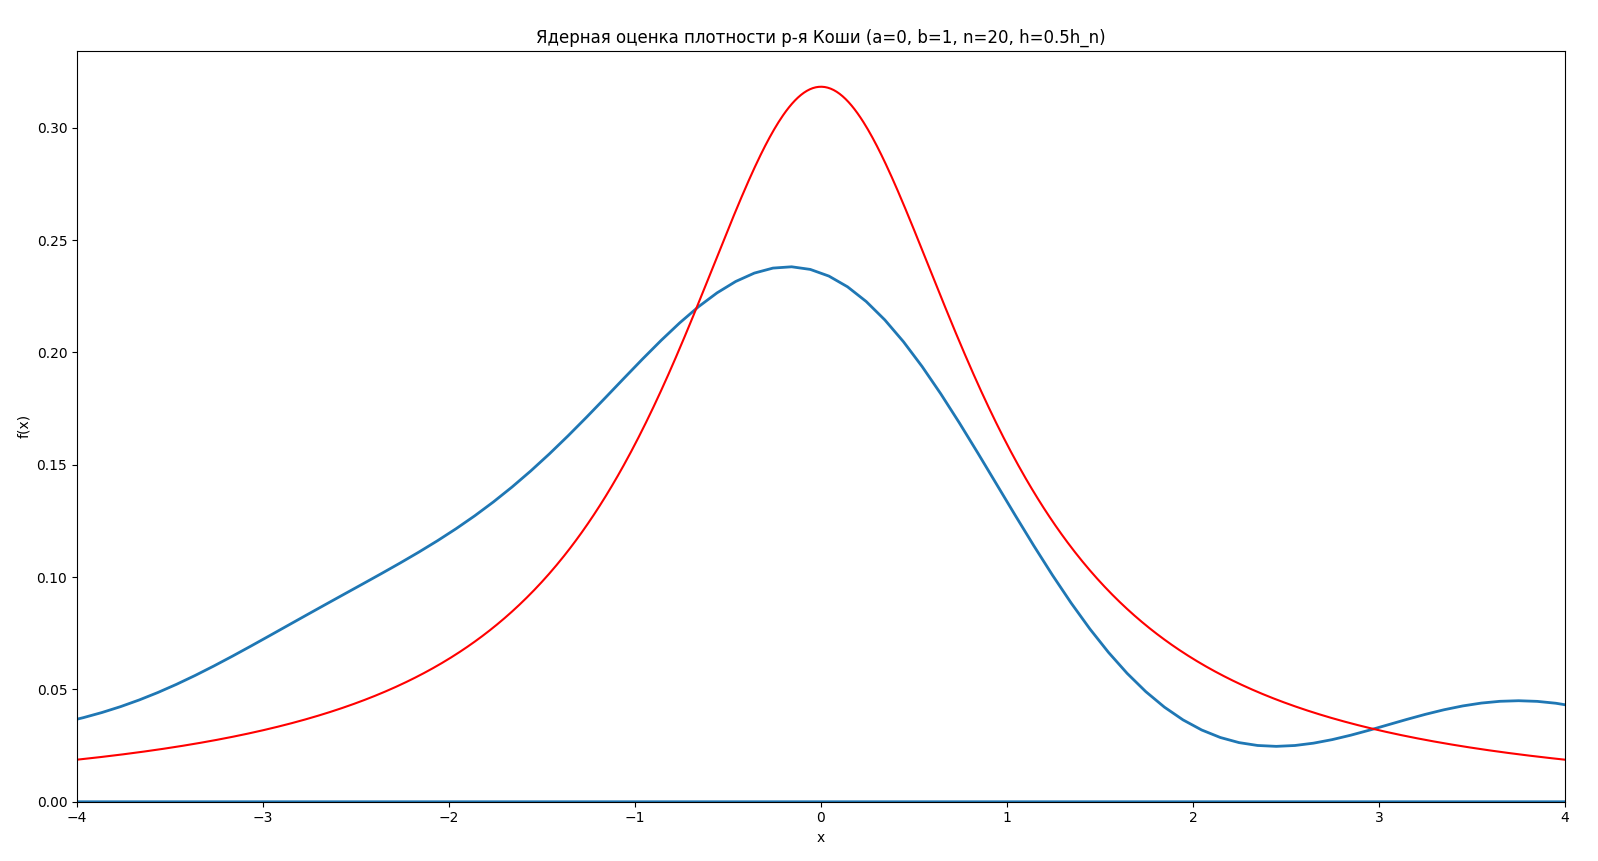 Ядерная оценка плотности р-я Коши (a=0, b=1, n=20, h=0.5h_n)
f(x)
0.30
0.25
0.20
0.15
0.10
0.05
0.00
−4 −3 −2 −1 0 1 2 3 4
x